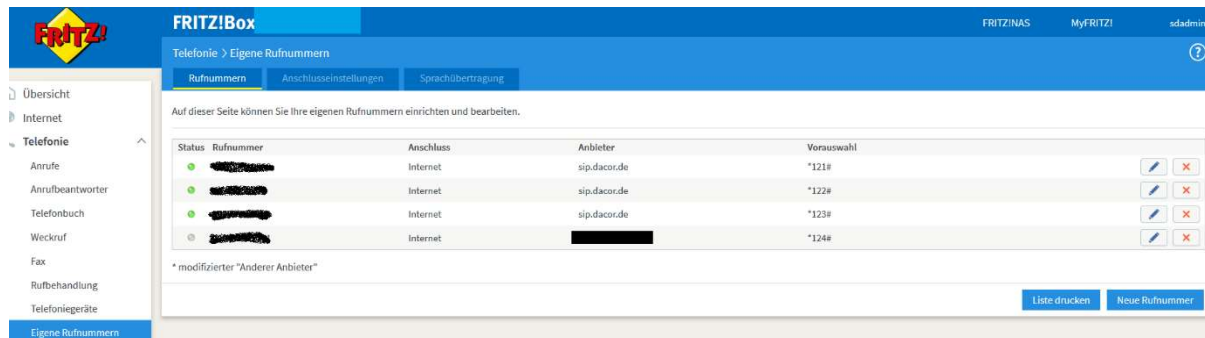 FRITZ!
FRITZ!Box
FRITZ!NAS MyFRITZ! sdadmin
Telefonie > Eigene Rufnummern
?
Rufnummern Anschlusseinstellungen Sprachübertragung
Auf dieser Seite können Sie Ihre eigenen Rufnummern einrichten und bearbeiten.
Übersicht
Internet
Telefonie
Anrufe
Anrufbeantworter
Telefonbuch
Weckruf
Fax
Rufbehandlung
Telefoniegeräte
Eigene Rufnummern
Status Rufnummer Anschluss Anbieter Vorauswahl
Internet sip.dacor.de *121#
Internet sip.dacor.de *122#
Internet sip.dacor.de *123#
Internet *124#
* modifizierter "Anderer Anbieter"
Liste drucken Neue Rufnummer